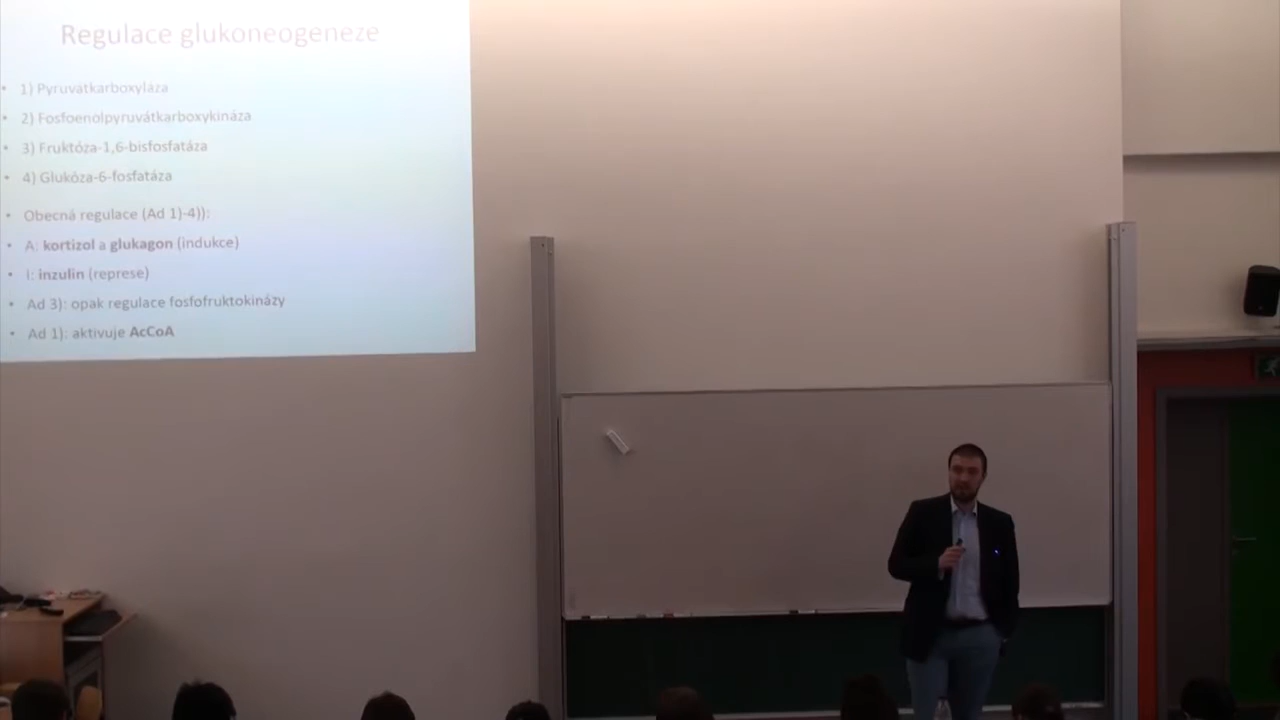 Regulace glukoneogeneze
• 1) Pyruvátkarboxyláza
• 2) Fosfoenolpyruvátkarboxykináza
• 3) Fruktóza-1,6-bisfosfatáza
• 4) Glukóza-6-fosfatáza
• Obecná regulace (Ad 1)-4)):
• A: kortizol a glukagon (indukce)
• I: inzulin (represe)
• Ad 3): opak regulace fosfofruktokinázy
• Ad 1): aktivuje AcCoA